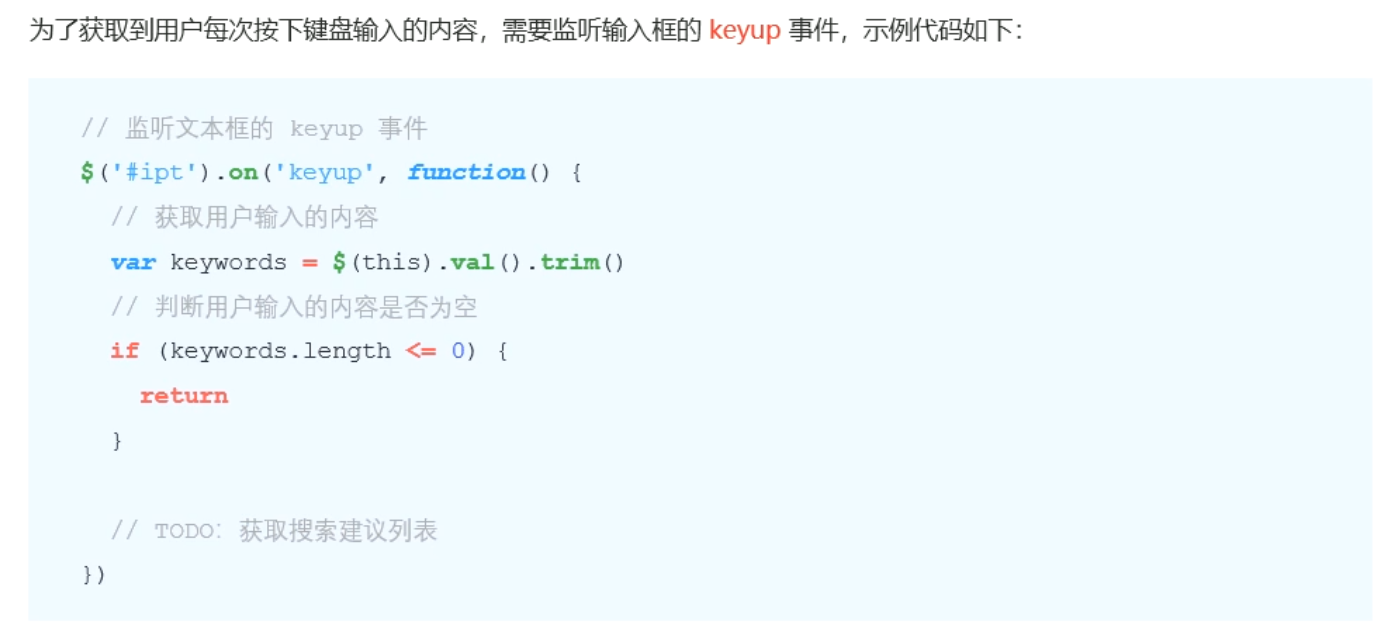 为了获取到用户每次按下键盘输入的内容，需要监听输入框的 keyup 事件，示例代码如下：
// 监听文本框的 keyup 事件
$('#ipt').on('keyup', function() {
  // 获取用户输入的内容
  var keywords = $(this).val().trim()
  // 判断用户输入的内容是否为空
  if (keywords.length <= 0) {
    return
  }
  // TODO：获取搜索建议列表
})